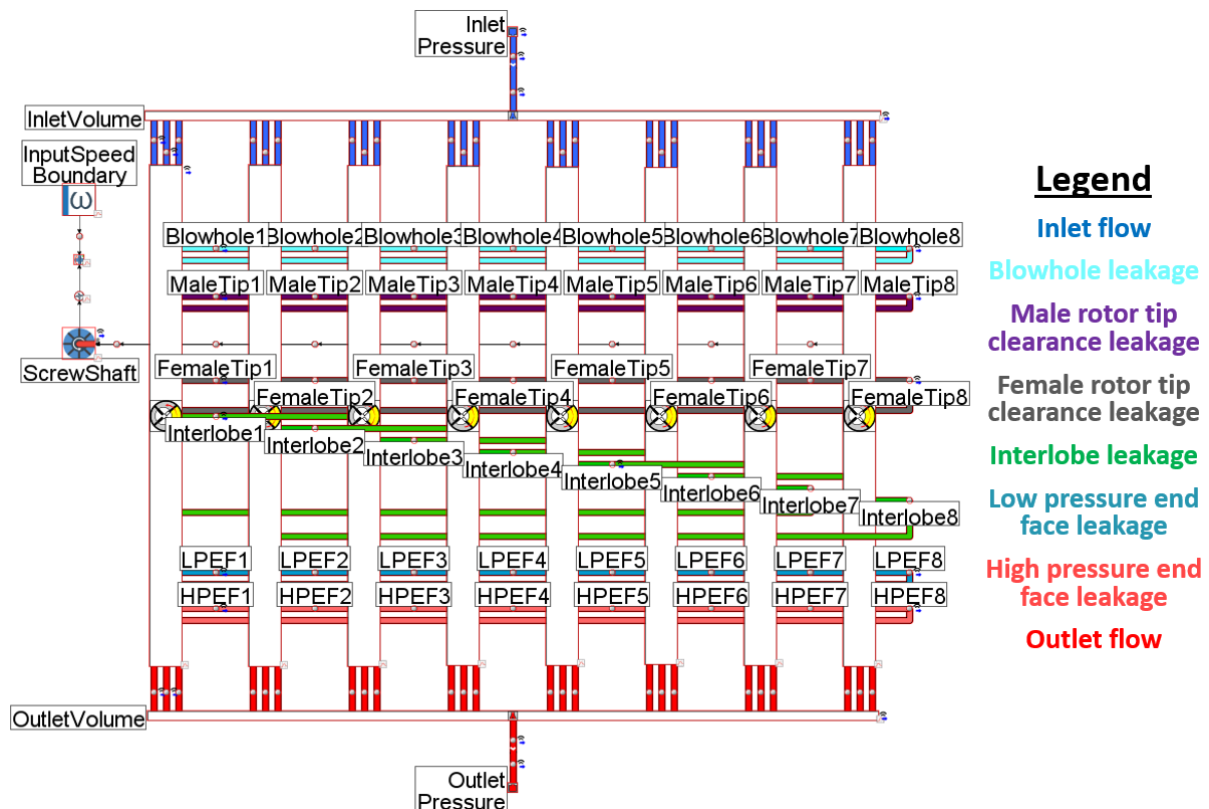 Inlet
Pressure
InletVolume
InputSpeed
Boundary
ω
ScrewShaft
Blowhole1
Blowhole2
Blowhole3
Blowhole4
Blowhole5
Blowhole6
Blowhole7
Blowhole8
MaleTip1
MaleTip2
MaleTip3
MaleTip4
MaleTip5
MaleTip6
MaleTip7
MaleTip8
FemaleTip1
FemaleTip2
FemaleTip3
FemaleTip4
FemaleTip5
FemaleTip6
FemaleTip7
FemaleTip8
Interlobe1
Interlobe2
Interlobe3
Interlobe4
Interlobe5
Interlobe6
Interlobe7
Interlobe8
LPEF1
LPEF2
LPEF3
LPEF4
LPEF5
LPEF6
LPEF7
LPEF8
HPEF1
HPEF2
HPEF3
HPEF4
HPEF5
HPEF6
HPEF7
HPEF8
OutletVolume
Outlet
Pressure
Legend
Inlet flow
Blowhole leakage
Male rotor tip
clearance leakage
Female rotor tip
clearance leakage
Interlobe leakage
Low pressure end
face leakage
High pressure end
face leakage
Outlet flow